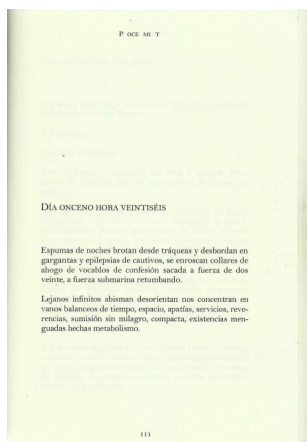 P OCE MI T
DÍA ONCENO HORA VEINTISÉIS
Espumas de noches brotan desde tráqueas y desbordan en
gargantas y epilepsias de cautivos, se enroscan collares de
ahogo de vocablos de confesión sacada a fuerza de dos
veinte, a fuerza submarina retumbando.
Lejanos infinitos abisman desorientan nos concentran en
vanos balanceos de tiempo, espacio, apatías, servicios, reve-
rencias, sumisión sin milagro, compacta, existencias men-
guadas hechas metabolismo.
111